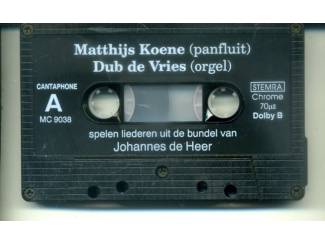 Matthijs Koene (panfluit)
Dub de Vries (orgel)
CANTAPHONE
A
MC 9038
STEMRA
Chrome
70µs
Dolby B
spelen liederen uit de bundel van
Johannes de Heer